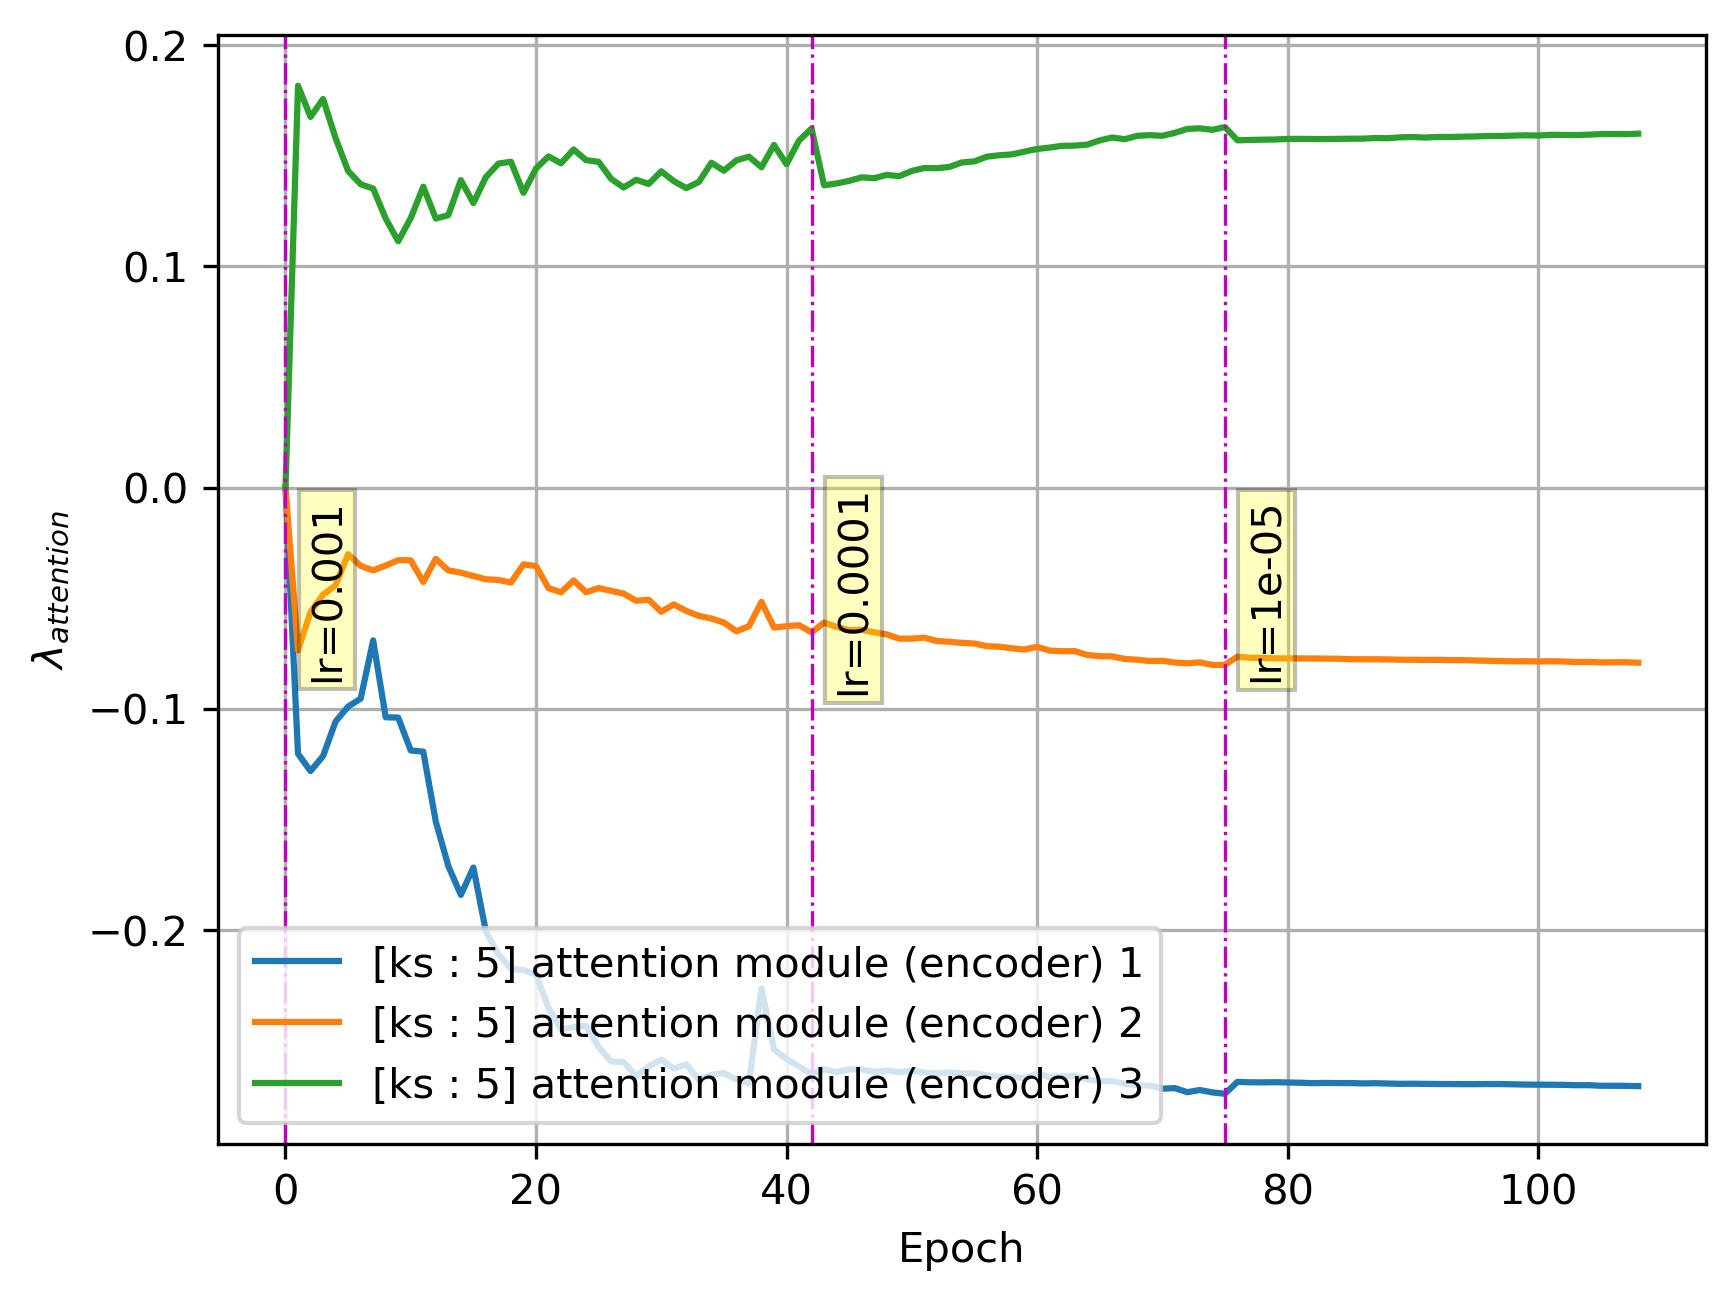 0.2
0.1
0.0
−0.1
−0.2
λattention
lr=0.001
lr=0.0001
lr=1e-05
[ks : 5] attention module (encoder) 1
[ks : 5] attention module (encoder) 2
[ks : 5] attention module (encoder) 3
0 20 40 60 80 100
Epoch